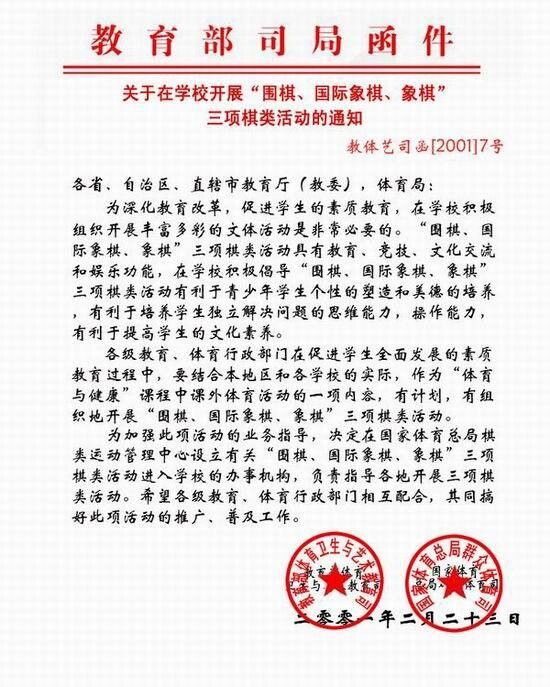 教育部司局函件
关于在学校开展“围棋、国际象棋、象棋”
三项棋类活动的通知
教体艺司函[2001]7号
各省、自治区、直辖市教育厅（教委），体育局：
为深化教育改革，促进学生的素质教育，在学校积极
组织开展丰富多彩的文体活动是非常必要的。“围棋、国
际象棋、象棋”三项棋类活动具有教育、竞技、文化交流
和娱乐功能，在学校积极倡导“围棋、国际象棋、象棋”
三项棋类活动有利于青少年学生个性的塑造和美德的培养
，有利于培养学生独立解决问题的思维能力，操作能力，
有利于提高学生的文化素养。
各级教育、体育行政部门在促进学生全面发展的素质
教育过程中，要结合本地区和各学校的实际，作为“体育
与健康”课程中课外体育活动的一项内容，有计划，有组
织地开展“围棋、国际象棋、象棋”三项棋类活动。
为加强此项活动的业务指导，决定在国家体育总局棋
类运动管理中心设立有关“围棋、国际象棋、象棋”三项
棋类活动进入学校的办事机构，负责指导各地开展三项棋
类活动。希望各级教育、体育行政部门相互配合，共同搞
好此项活动的推广、普及工作。
教育部体育卫生与艺术教育司
国家体育总局群众体育司
二零零一年二月二十三日